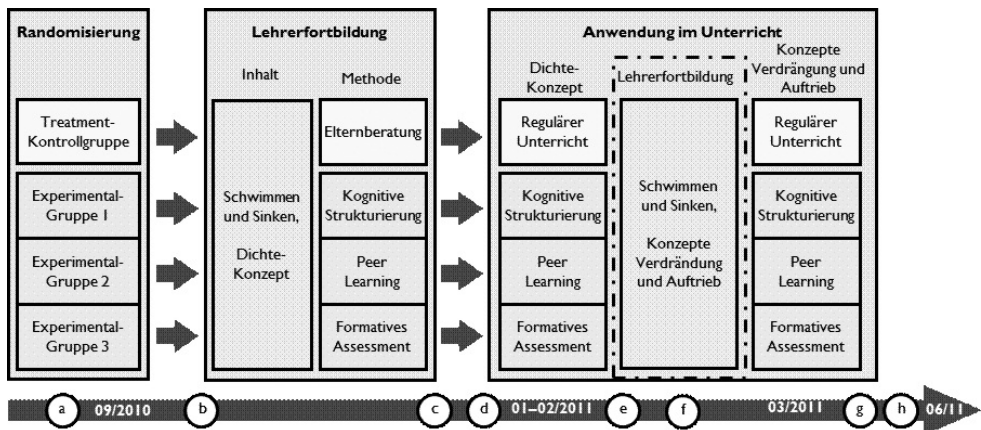 Randomisierung
Lehrerfortbildung
Anwendung im Unterricht
Inhalt
Methode
Dichte-
Konzept
Lehrerfortbildung
Konzepte
Verdrängung und
Auftrieb
Treatment-
Kontrollgruppe
Elternberatung
Regulärer
Unterricht
Regulärer
Unterricht
Experimental-
Gruppe 1
Experimental-
Gruppe 2
Experimental-
Gruppe 3
Schwimmen
und Sinken,
Dichte-
Konzept
Kognitive
Strukturierung
Peer
Learning
Formatives
Assessment
Kognitive
Strukturierung
Peer
Learning
Formatives
Assessment
Schwimmen
und Sinken,
Konzepte
Verdrändung
und Auftrieb
Kognitive
Strukturierung
Peer
Learning
Formatives
Assessment
a 09/2010 b c d 01–02/2011 e f 03/2011 g h 06/11